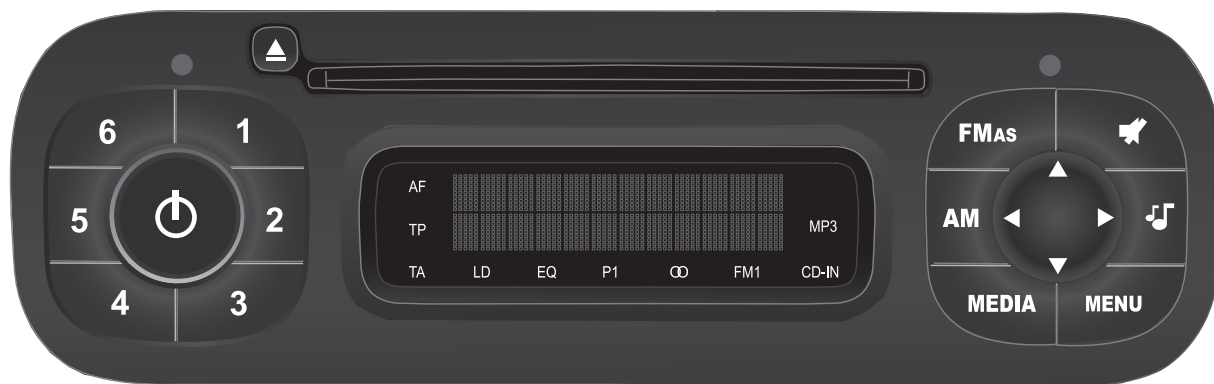 6 1
5 2
4 3
AF
TP MP3
TA LD EQ P1 FM1 CD-IN
FMAS
AM
MEDIA MENU